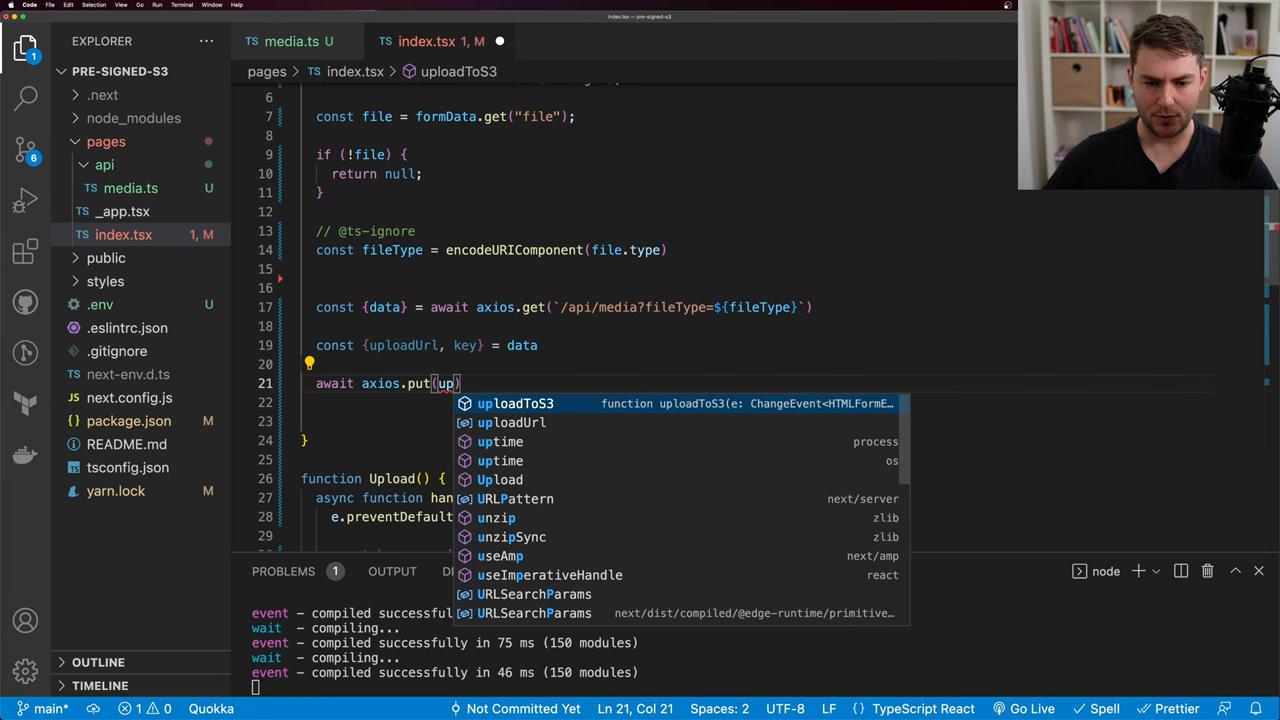 Code File Edit Selection View Go Run Terminal Window Help
index.tsx — pre-signed-s3
EXPLORER
PRE-SIGNED-S3
.next
node_modules
pages
api
TS media.ts U
TS _app.tsx
TS index.tsx 1, M
public
styles
.env U
.eslintrc.json
.gitignore
next-env.d.ts
next.config.js
package.json M
README.md
tsconfig.json
yarn.lock M
OUTLINE
TIMELINE
1
6
TS media.ts U
TS index.tsx 1, M
pages > TS index.tsx > uploadToS3
6
7 const file = formData.get("file");
8
9 if (!file) {
10 return null;
11 }
12
13 // @ts-ignore
14 const fileType = encodeURIComponent(file.type)
15
16
17 const {data} = await axios.get(`/api/media?fileType=${fileType}`)
18
19 const {uploadUrl, key} = data
20
21 await axios.put(up)
22
23
24 }
25
26 function Upload() {
27 async function han
28 e.preventDefault
29
uploadToS3 function uploadToS3(e: ChangeEvent<HTMLFormE…
uploadUrl
uptime process
uptime os
Upload
URLPattern next/server
unzip zlib
unzipSync zlib
useAmp next/amp
useImperativeHandle react
URLSearchParams
URLSearchParams next/dist/compiled/@edge-runtime/primitive…
PROBLEMS 1 OUTPUT node
event - compiled successfully
wait - compiling...
event - compiled successfully in 75 ms (150 modules)
wait - compiling...
event - compiled successfully in 46 ms (150 modules)
main* 1 0 Quokka Not Committed Yet Ln 21, Col 21 Spaces: 2 UTF-8 LF {} TypeScript React Go Live Spell Prettier